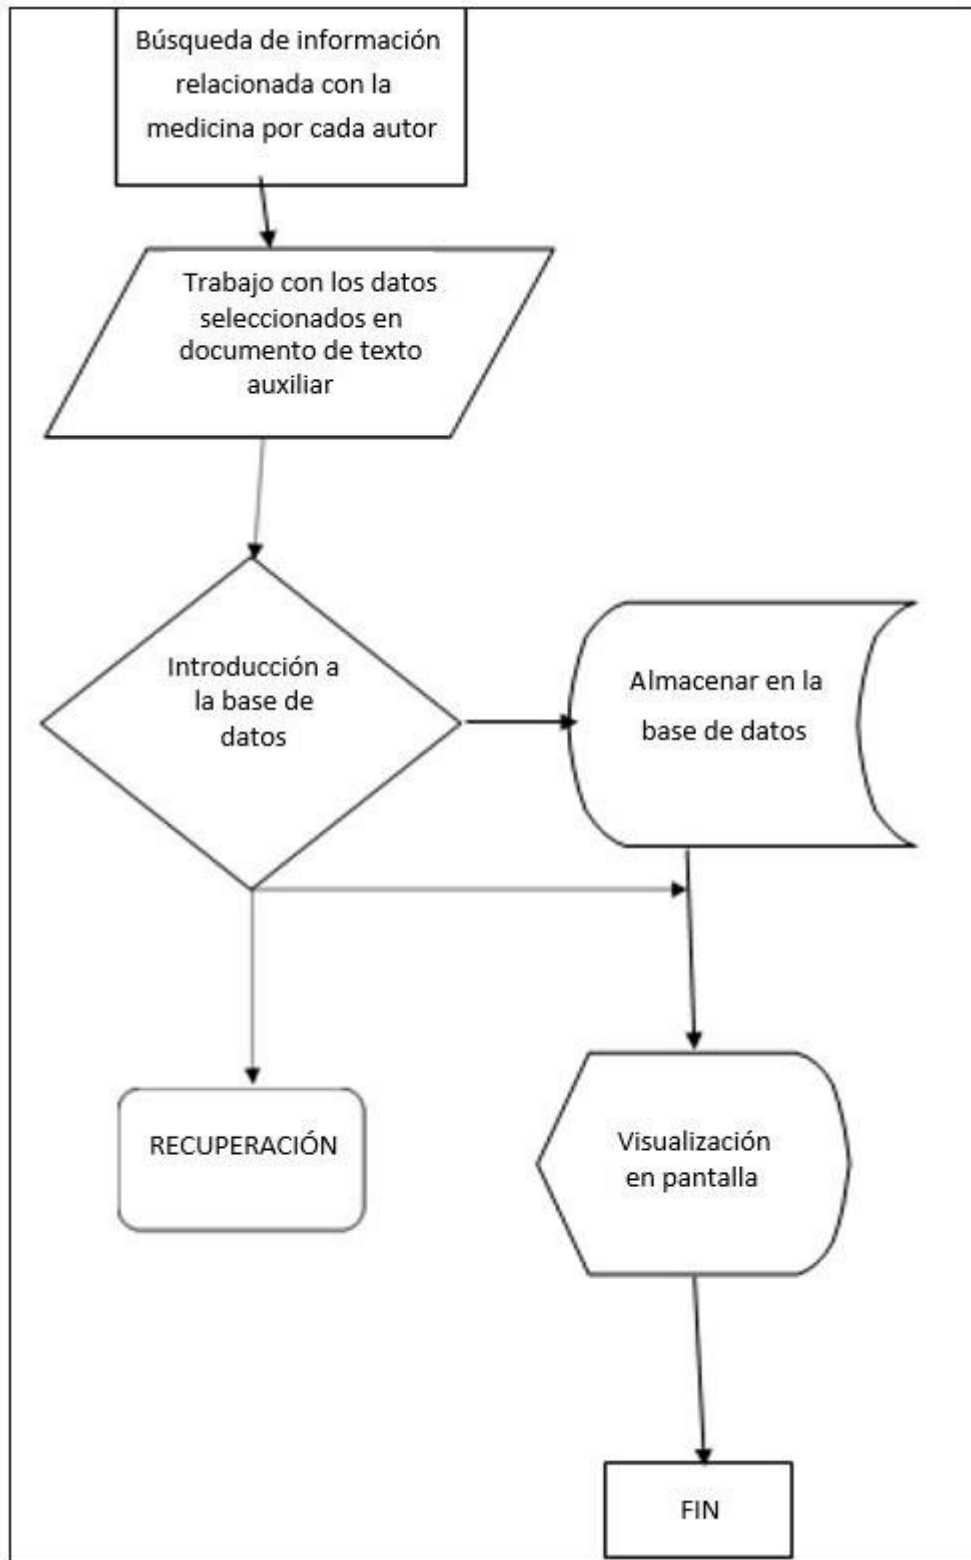 Búsqueda de información
relacionada con la
medicina por cada autor
Trabajo con los datos
seleccionados en
documento de texto
auxiliar
Introducción a
la base de
datos
Almacenar en la
base de datos
RECUPERACIÓN
Visualización
en pantalla
FIN